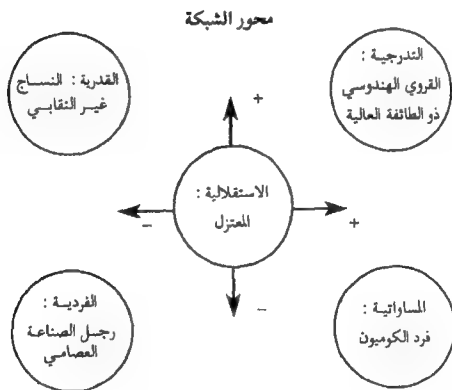 محور الشبكة
التدرجية :
القروي الهندوسي
ذو الطائفة العالية
القدرية : النساج
غير النقابي
+
الاستقلالية :
المعتزل
+
–
–
المساواتية :
فرد الكوميون
الفردية :
رجل الصناعة
العصامي